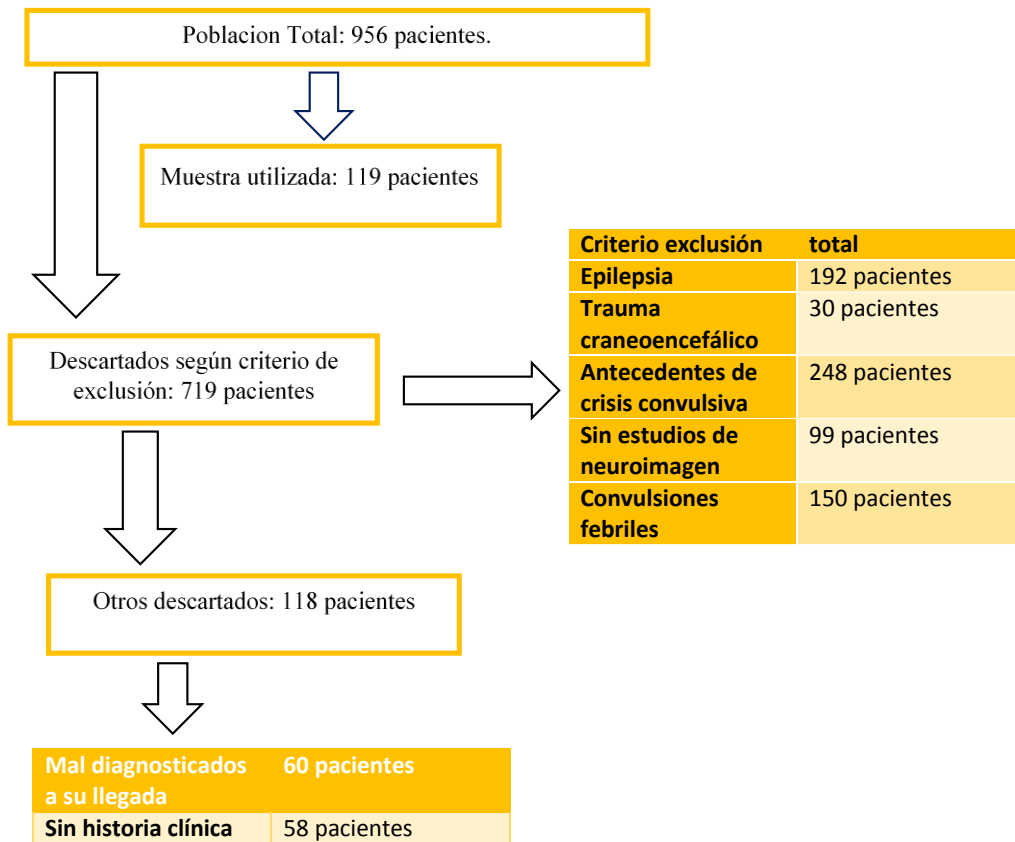 Poblacion Total: 956 pacientes.
Muestra utilizada: 119 pacientes
Criterio exclusión total
Epilepsia 192 pacientes
Trauma 30 pacientes
craneoencefálico
Antecedentes de 248 pacientes
crisis convulsiva
Sin estudios de 99 pacientes
neuroimagen
Convulsiones 150 pacientes
febriles
Descartados según criterio de
exclusión: 719 pacientes
Otros descartados: 118 pacientes
Mal diagnosticados 60 pacientes
a su llegada
Sin historia clínica 58 pacientes